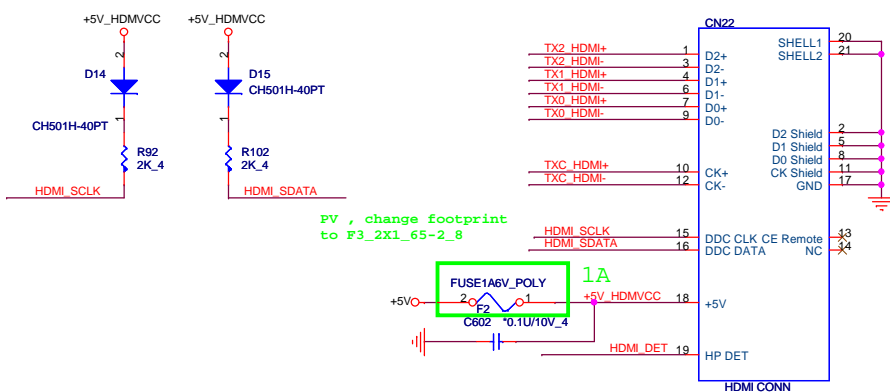 +5V_HDMVCC
+5V_HDMVCC
2
2
D14
D15
CH501H-40PT
1
1
CH501H-40PT
R92
2K_4
R102
2K_4
HDMI_SCLK
HDMI_SDATA
PV , change footprint
to F3_2X1_65-2_8
FUSE1A6V_POLY
1A
+5V
2
1
F2
+5V_HDMVCC
C602
*0.1U/10V_4
CN22
TX2_HDMI+
1
D2+
TX2_HDMI-
3
D2-
TX1_HDMI+
4
D1+
TX1_HDMI-
6
D1-
TX0_HDMI+
7
D0+
TX0_HDMI-
9
D0-
TXC_HDMI+
10
CK+
TXC_HDMI-
12
CK-
HDMI_SCLK
15
DDC CLK
HDMI_SDATA
16
DDC DATA
18
+5V
HDMI_DET
19
HP DET
SHELL1
20
SHELL2
21
D2 Shield
2
D1 Shield
5
D0 Shield
8
CK Shield
11
GND
17
CE Remote
13
NC
14
HDMI CONN